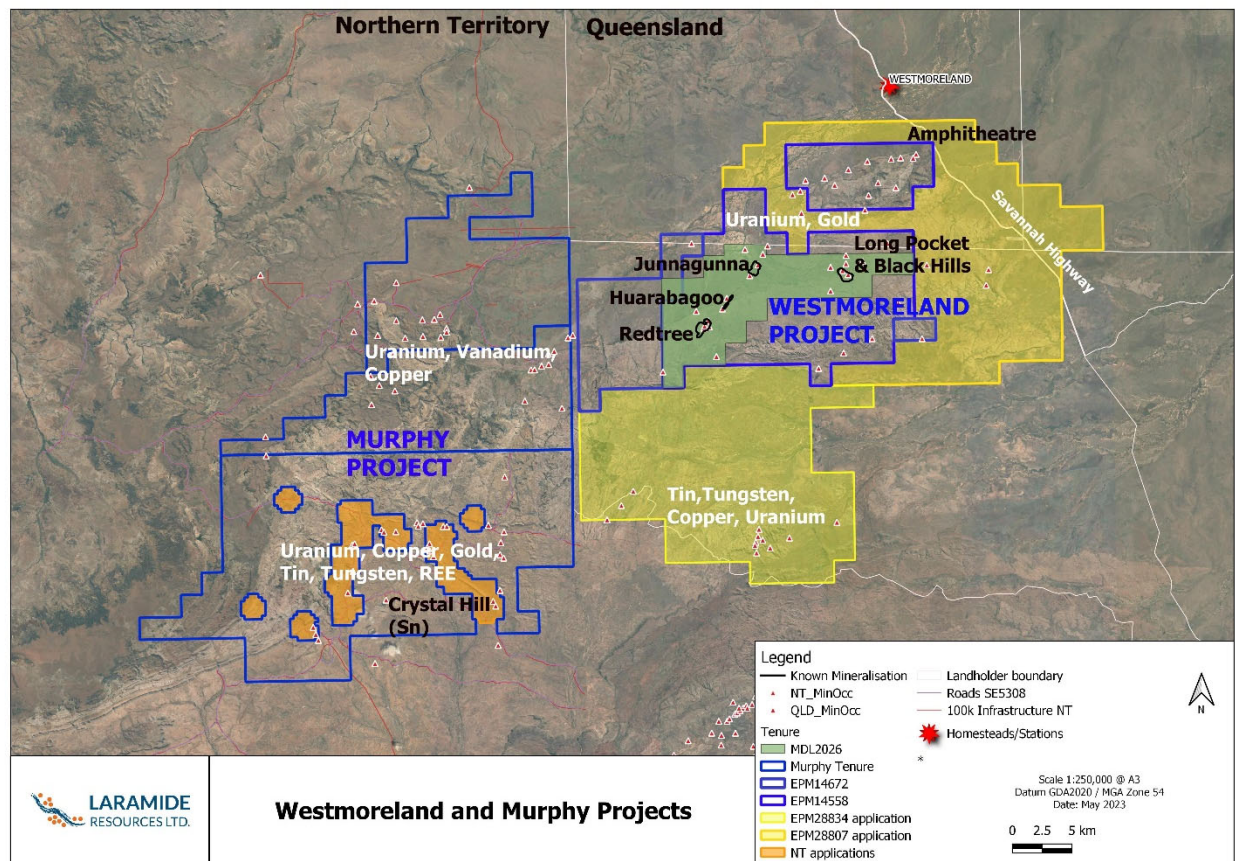 Northern Territory
Queensland
WESTMORELAND
Amphitheatre
Savannah Highway
Uranium, Gold
Long Pocket
& Black Hills
Junnagunna
Huarabagoo
Redtree
WESTMORELAND
PROJECT
Uranium, Vanadium,
Copper
MURPHY
PROJECT
Tin,Tungsten,
Copper, Uranium
Uranium, Copper, Gold,
Tin, Tungsten, REE
Crystal Hill
(Sn)
Legend
Known Mineralisation
NT_MinOcc
QLD_MinOcc
Tenure
MDL2026
Murphy Tenure
EPM14672
EPM14558
EPM28834 application
EPM28807 application
NT applications
Landholder boundary
Roads SE5308
100k Infrastructure NT
Homesteads/Stations
*
N
Scale 1:250,000 @ A3
Datum GDA2020 / MGA Zone 54
Date: May 2023
0 2.5 5 km
LARAMIDE
RESOURCES LTD.
Westmoreland and Murphy Projects